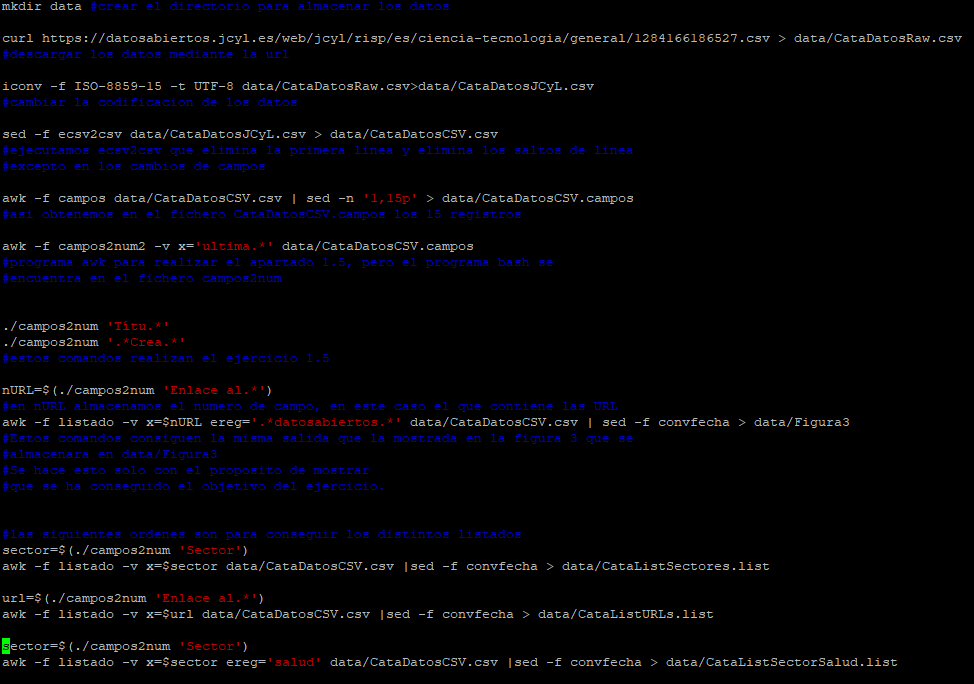 mkdir data #crear el directorio para almacenar los datos
curl https://datosabiertos.jcyl.es/web/jcyl/risp/es/ciencia-tecnologia/general/1284166186527.csv > data/CataDatosRaw.csv
#descargar los datos mediante la url
iconv -f ISO-8859-15 -t UTF-8 data/CataDatosRaw.csv>data/CataDatosJCyL.csv
#cambiar la codificacion de los datos
sed -f ecsv2csv data/CataDatosJCyL.csv > data/CataDatosCSV.csv
#ejecutamos ecsv2csv que elimina la primera linea y elimina los saltos de linea
#excepto en los cambios de campos
awk -f campos data/CataDatosCSV.csv | sed -n '1,15p' > data/CataDatosCSV.campos
#asi obtenemos en el fichero CataDatosCSV.campos los 15 registros
awk -f campos2num2 -v x='ultima.*' data/CataDatosCSV.campos
#programa awk para realizar el apartado 1.5, pero el programa bash se
#encuentra en el fichero campos2num
./campos2num 'Titu.*'
./campos2num '.*Crea.*'
#estos comandos realizan el ejercicio 1.5
nURL=$(./campos2num 'Enlace al.*')
#en nURL almacenamos el numero de campo, en este caso el que contiene las URL
awk -f listado -v x=$nURL ereg='.*datosabiertos.*' data/CataDatosCSV.csv | sed -f convfecha > data/Figura3
#Estos comandos consiguen la misma salida que la mostrada en la figura 3 que se
#almacenara en data/Figura3
#Se hace esto solo con el proposito de mostrar
#que se ha conseguido el objetivo del ejercicio.
#las siguientes ordenes son para conseguir los distintos listados
sector=$(./campos2num 'Sector')
awk -f listado -v x=$sector data/CataDatosCSV.csv |sed -f convfecha > data/CataListSectores.list
url=$(./campos2num 'Enlace al.*')
awk -f listado -v x=$url data/CataDatosCSV.csv |sed -f convfecha > data/CataListURLs.list
sector=$(./campos2num 'Sector')
awk -f listado -v x=$sector ereg='salud' data/CataDatosCSV.csv |sed -f convfecha > data/CataListSectorSalud.list